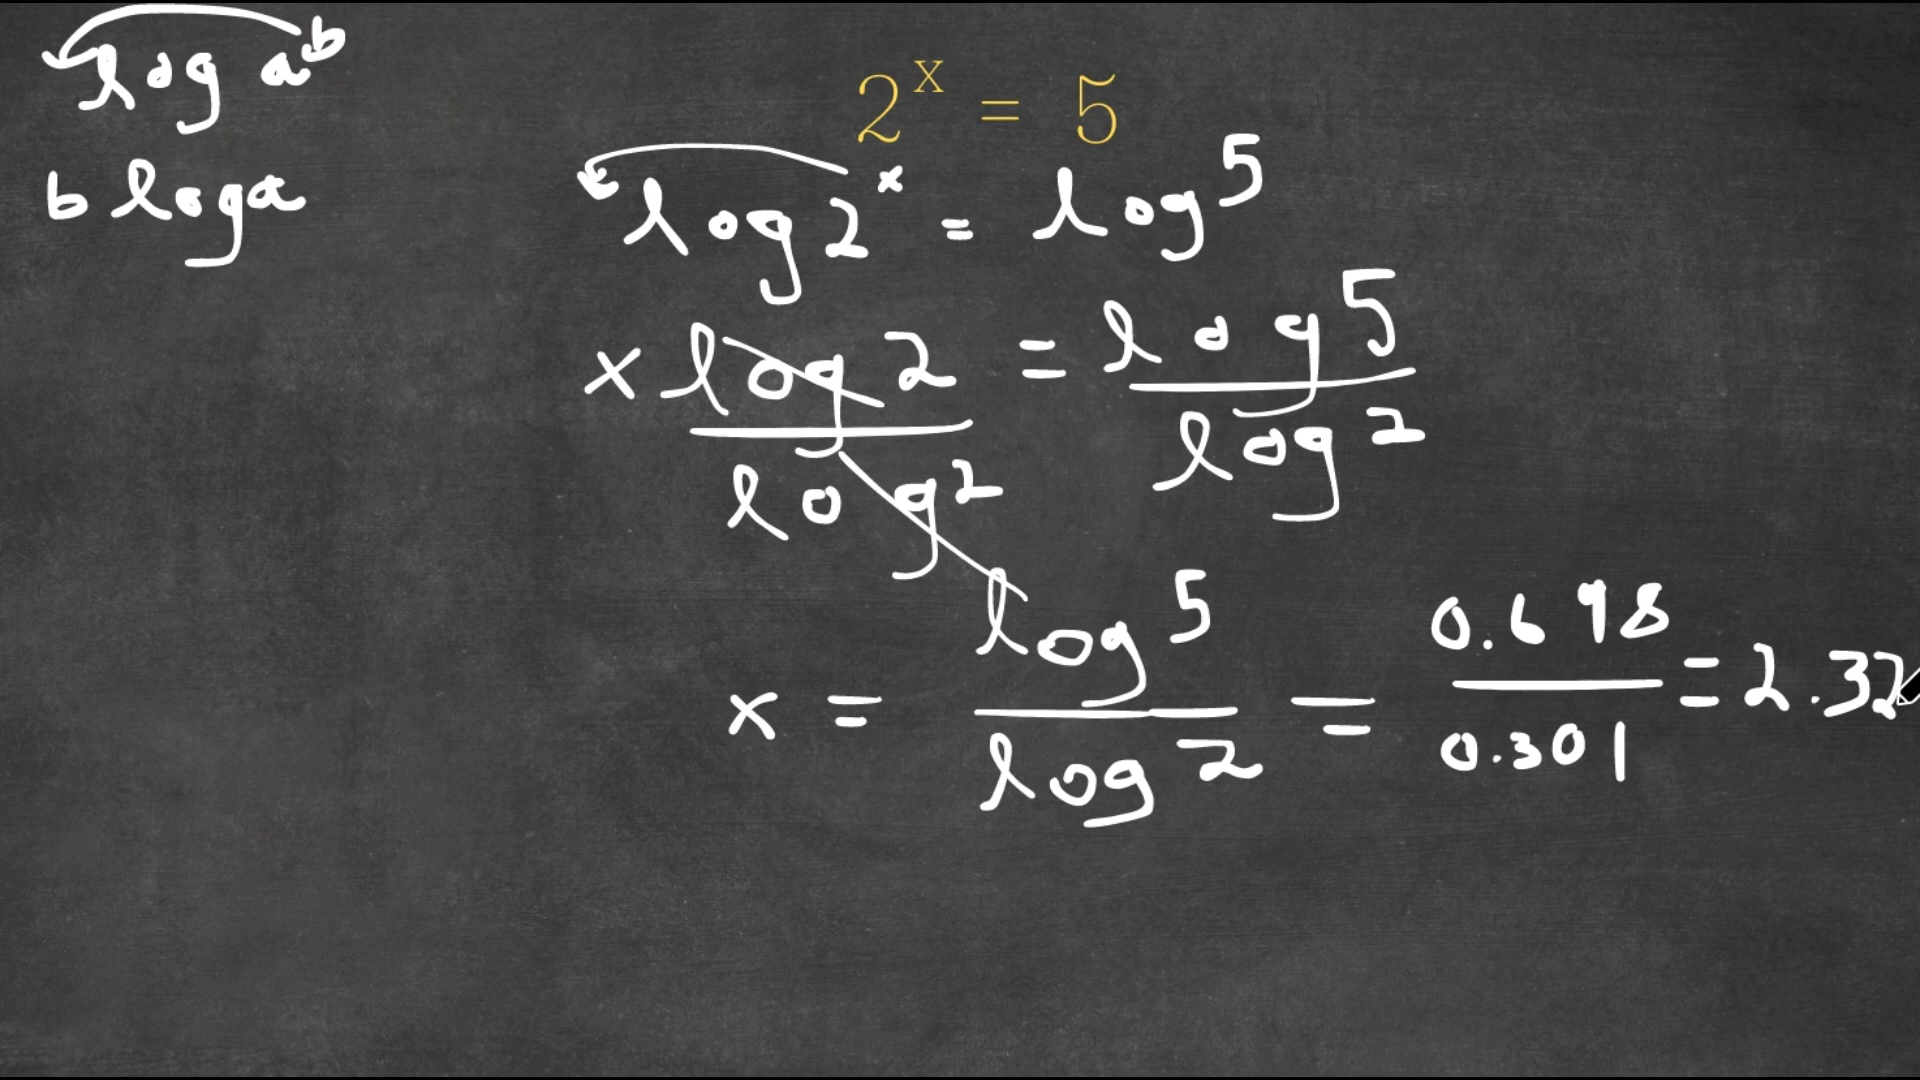 log a^b
b log a
2^x = 5
log 2^x = log 5
x log 2 / log 2 = log 5 / log 2
x = log 5 / log 2 = 0.698 / 0.301 = 2.32